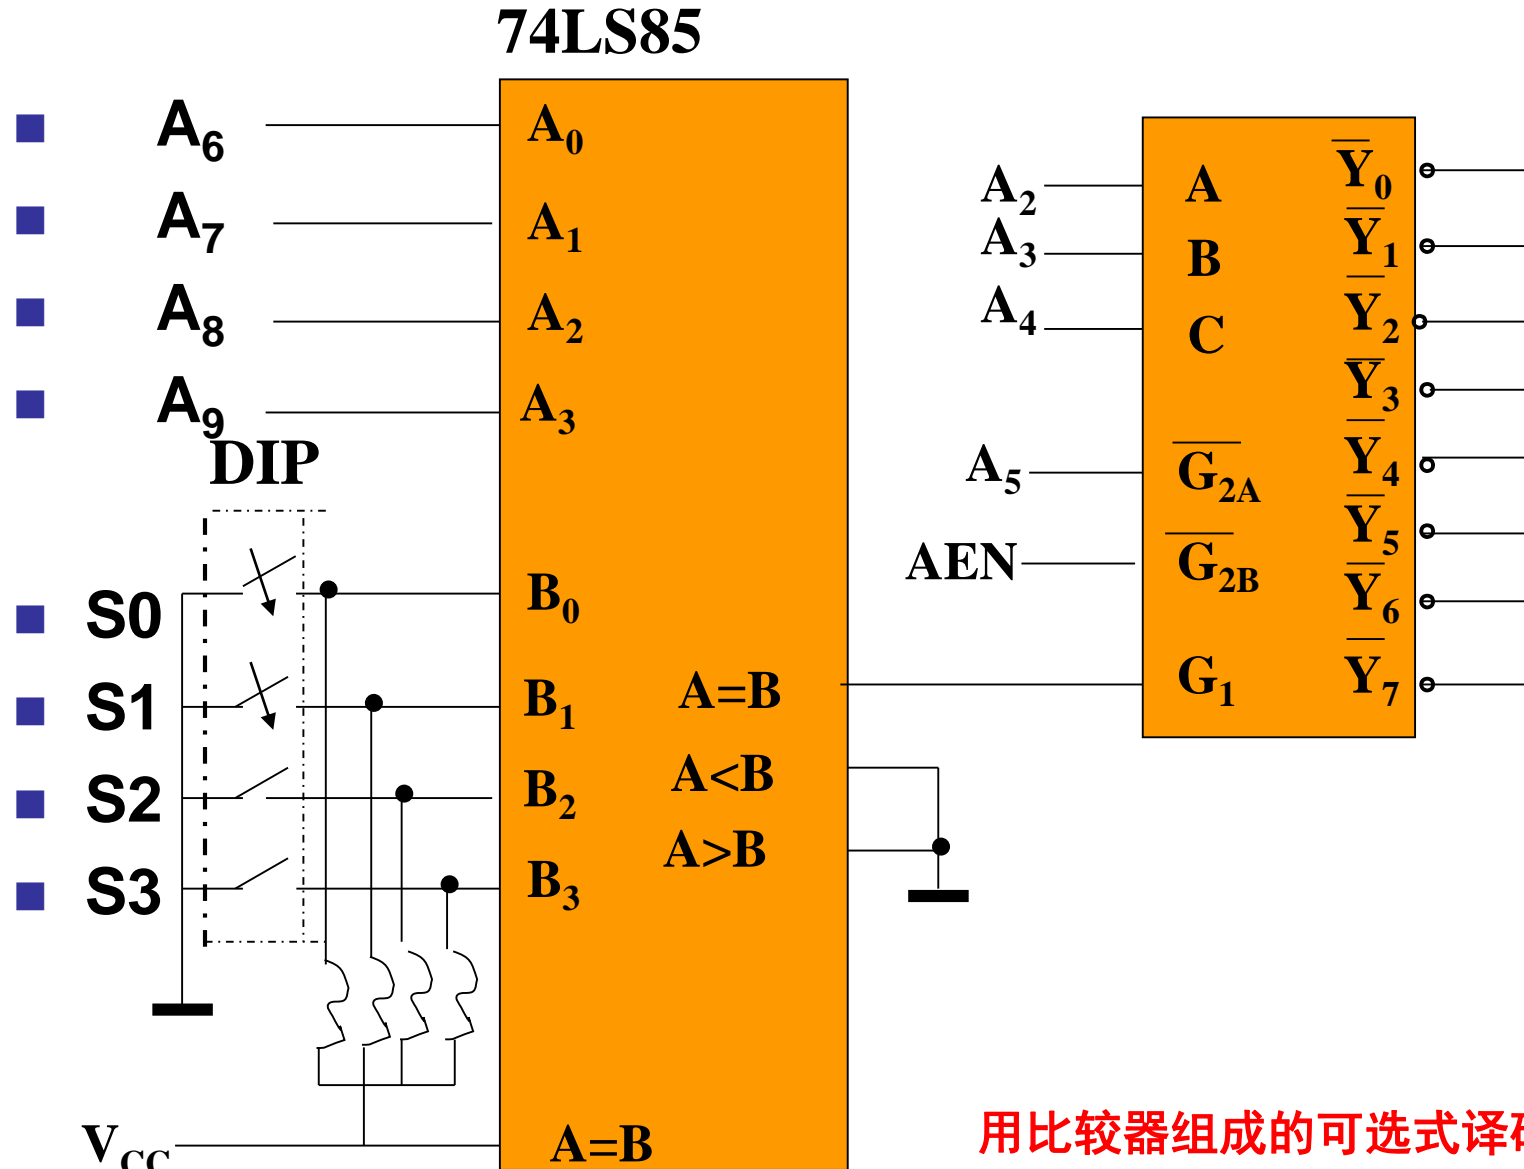 74LS85
A6
A7
A8
A9
DIP
S0
S1
S2
S3
VCC
A0
A1
A2
A3
B0
B1
B2
B3
A=B
A<B
A>B
A=B
A2
A3
A4
A5
AEN
A
B
C
G2A
G2B
G1
Y0
Y1
Y2
Y3
Y4
Y5
Y6
Y7
用比较器组成的可选式译